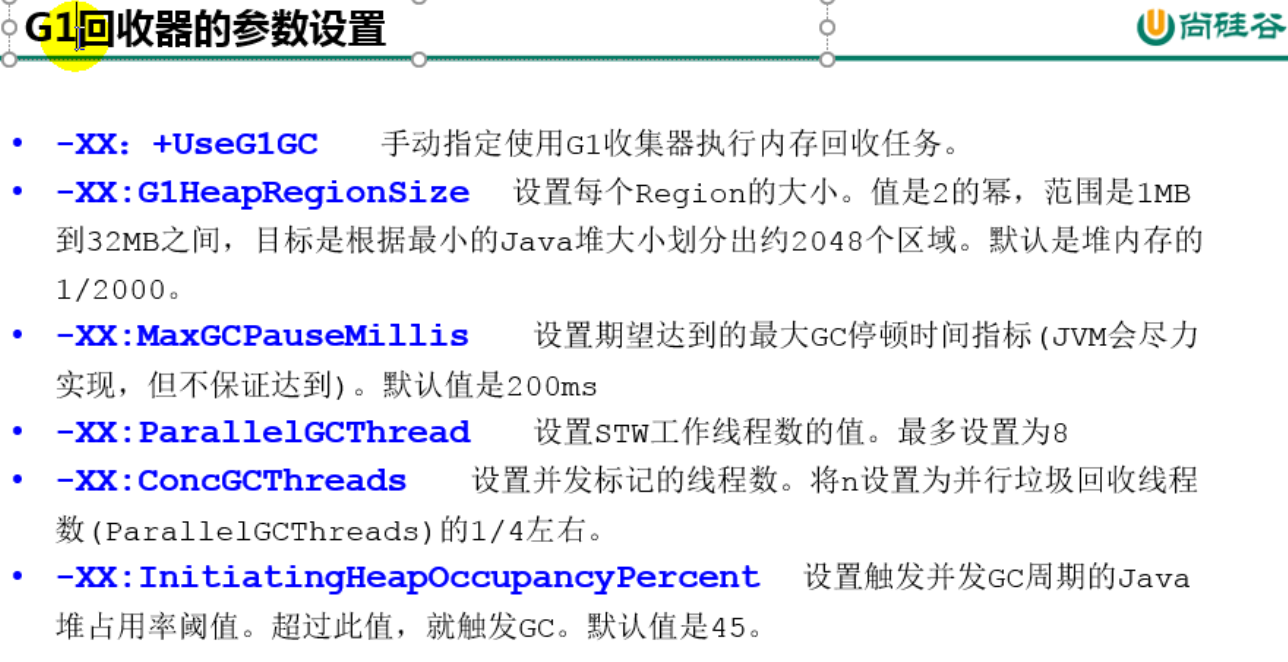 G1回收器的参数设置
尚硅谷
• -XX：+UseG1GC 手动指定使用G1收集器执行内存回收任务。
• -XX:G1HeapRegionSize 设置每个Region的大小。值是2的幂，范围是1MB
到32MB之间，目标是根据最小的Java堆大小划分出约2048个区域。默认是堆内存的
1/2000。
• -XX:MaxGCPauseMillis 设置期望达到的最大GC停顿时间指标(JVM会尽力
实现，但不保证达到)。默认值是200ms
• -XX:ParallelGCThread 设置STW工作线程数的值。最多设置为8
• -XX:ConcGCThreads 设置并发标记的线程数。将n设置为并行垃圾回收线程
数(ParallelGCThreads)的1/4左右。
• -XX:InitiatingHeapOccupancyPercent 设置触发并发GC周期的Java
堆占用率阈值。超过此值，就触发GC。默认值是45。